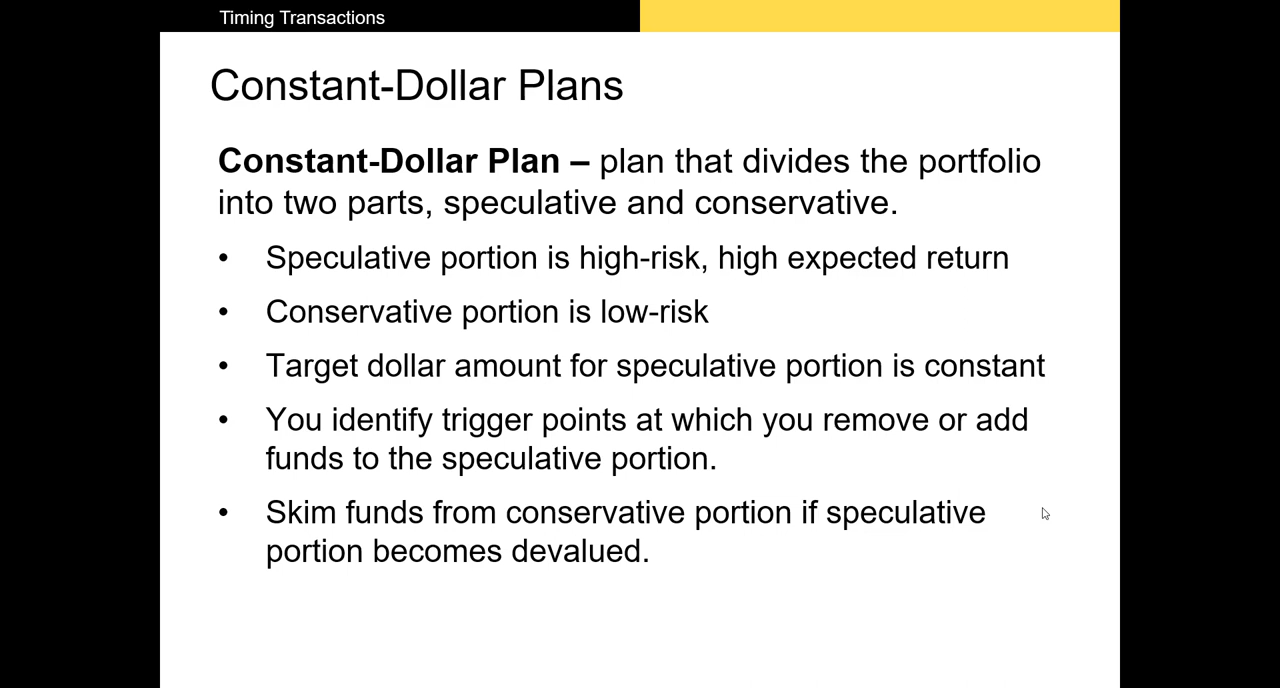 Timing Transactions
Constant-Dollar Plans
Constant-Dollar Plan – plan that divides the portfolio
into two parts, speculative and conservative.
• Speculative portion is high-risk, high expected return
• Conservative portion is low-risk
• Target dollar amount for speculative portion is constant
• You identify trigger points at which you remove or add
funds to the speculative portion.
• Skim funds from conservative portion if speculative
portion becomes devalued.